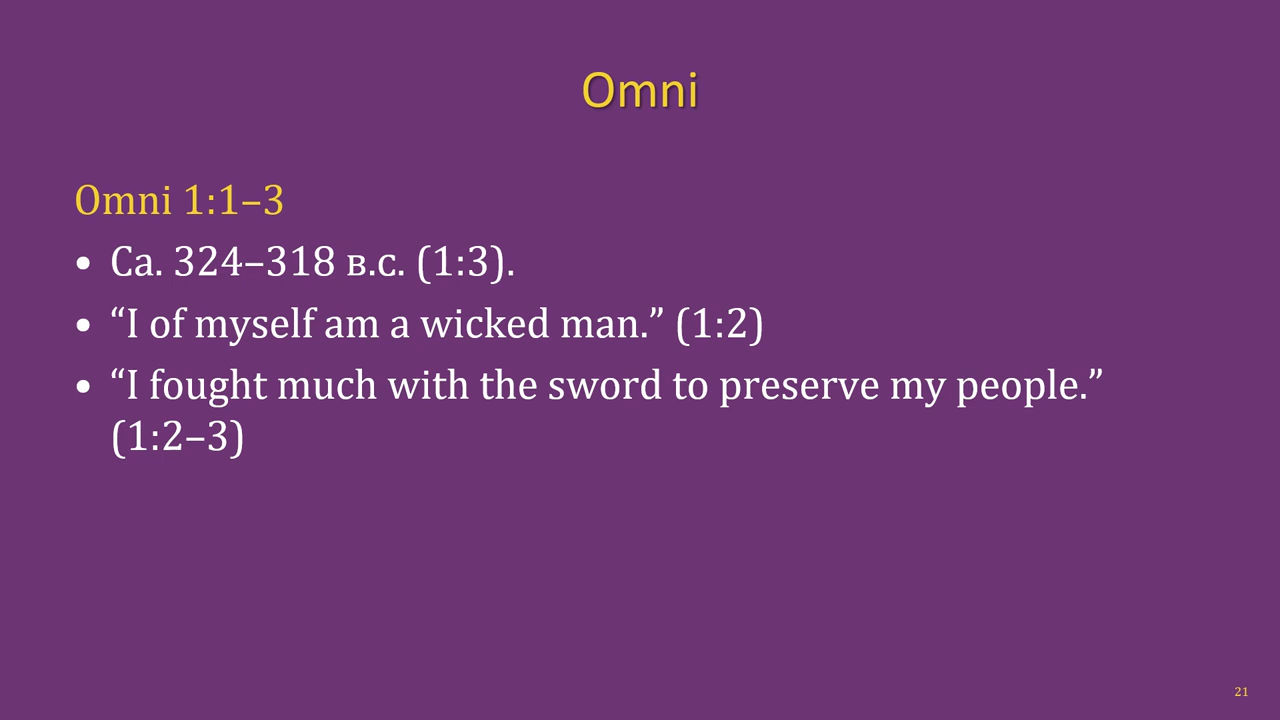 Omni
Omni 1:1–3
• Ca. 324–318 B.C. (1:3).
• “I of myself am a wicked man.” (1:2)
• “I fought much with the sword to preserve my people.”
(1:2–3)
21